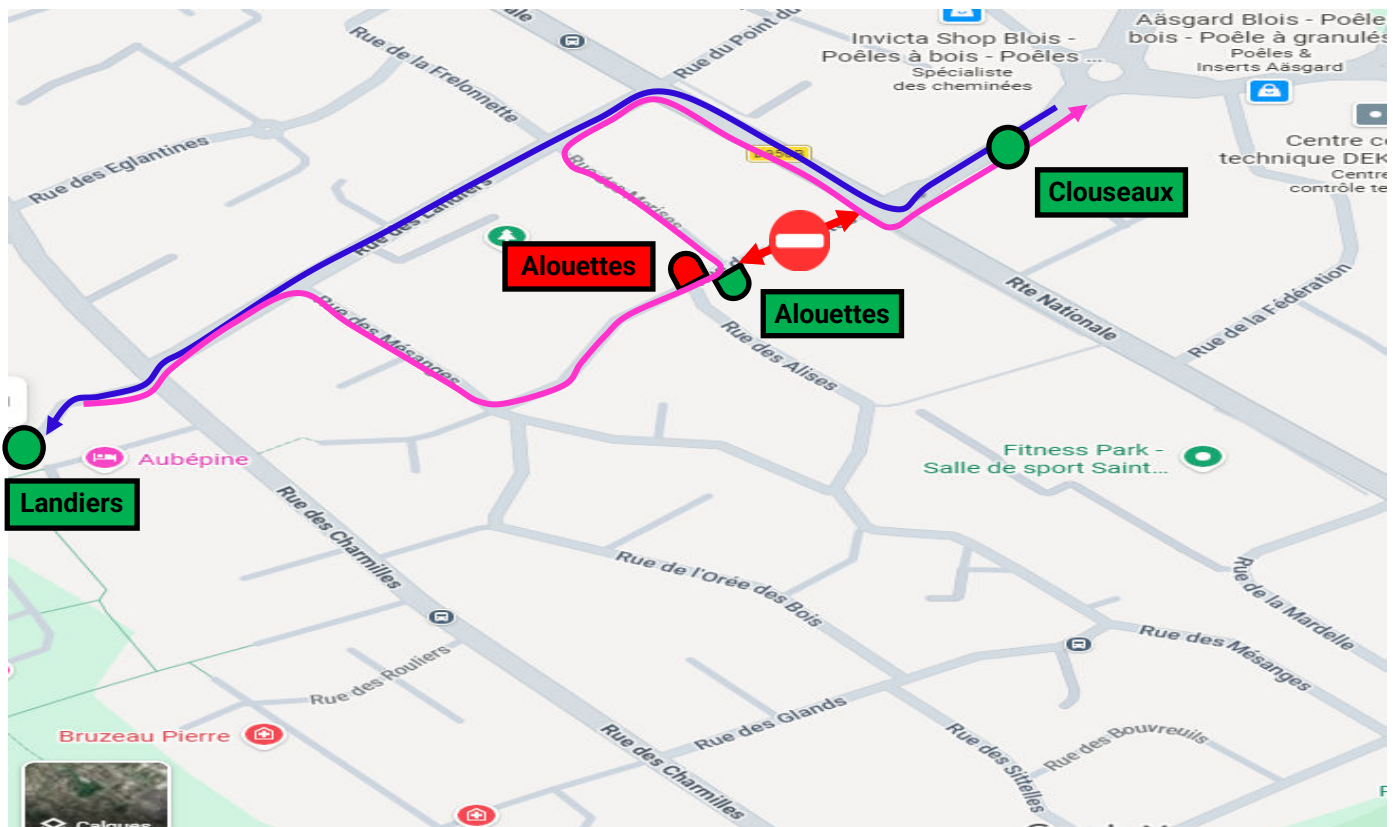 Aäsgard Blois - Poêle
bois - Poêle à granulés
Poêles &
Inserts Aäsgard
Invicta Shop Blois -
Poêles à bois - Poêles ...
Spécialiste
des cheminées
Rue de la Frelonnette
Rue du Point du
Centre
technique DEK
Centre
contrôle
Rue des Eglantines
Rue des Merises
Clouseaux
Rue des Landiers
Alouettes
Alouettes
Rte Nationale
Rue de la Fédération
Rue des Mésanges
Rue des Alises
Aubépine
Fitness Park -
Salle de sport Saint...
Landiers
Rue des Charmilles
Rue de l'Orée des Bois
Rue de la Mardelle
Rue des Mésanges
Rue des Rouliers
Rue des Glands
Bruzeau Pierre
Rue des Charmilles
Rue des Sittelles
Rue des Bouvreuils
Calques